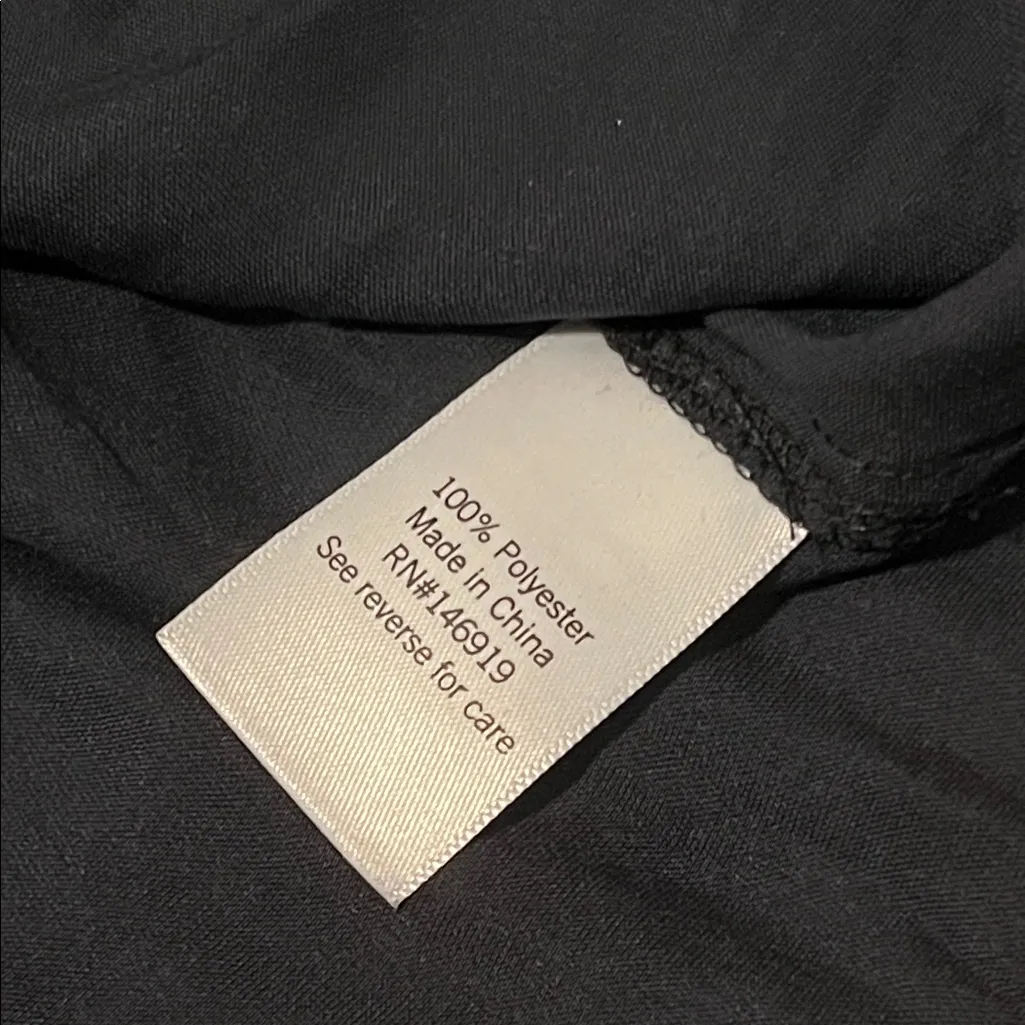 100% Polyester
Made in China
RN#146919
See reverse for care